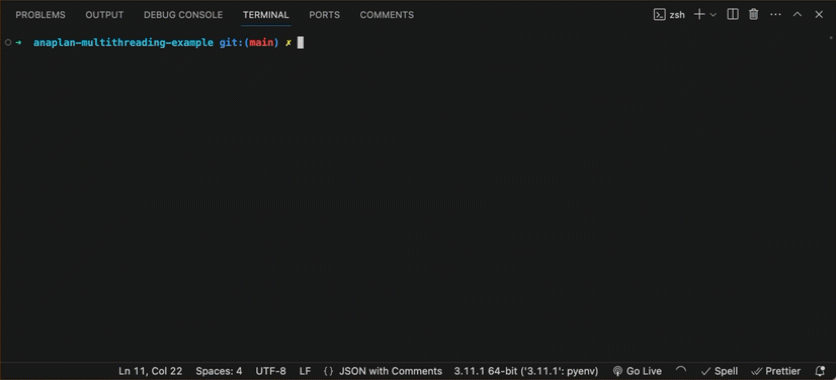 PROBLEMS OUTPUT DEBUG CONSOLE TERMINAL PORTS COMMENTS zsh
anaplan-multithreading-example git:(main) ✗
Ln 11, Col 22 Spaces: 4 UTF-8 LF {} JSON with Comments 3.11.1 64-bit ('3.11.1': pyenv) Go Live Spell Prettier